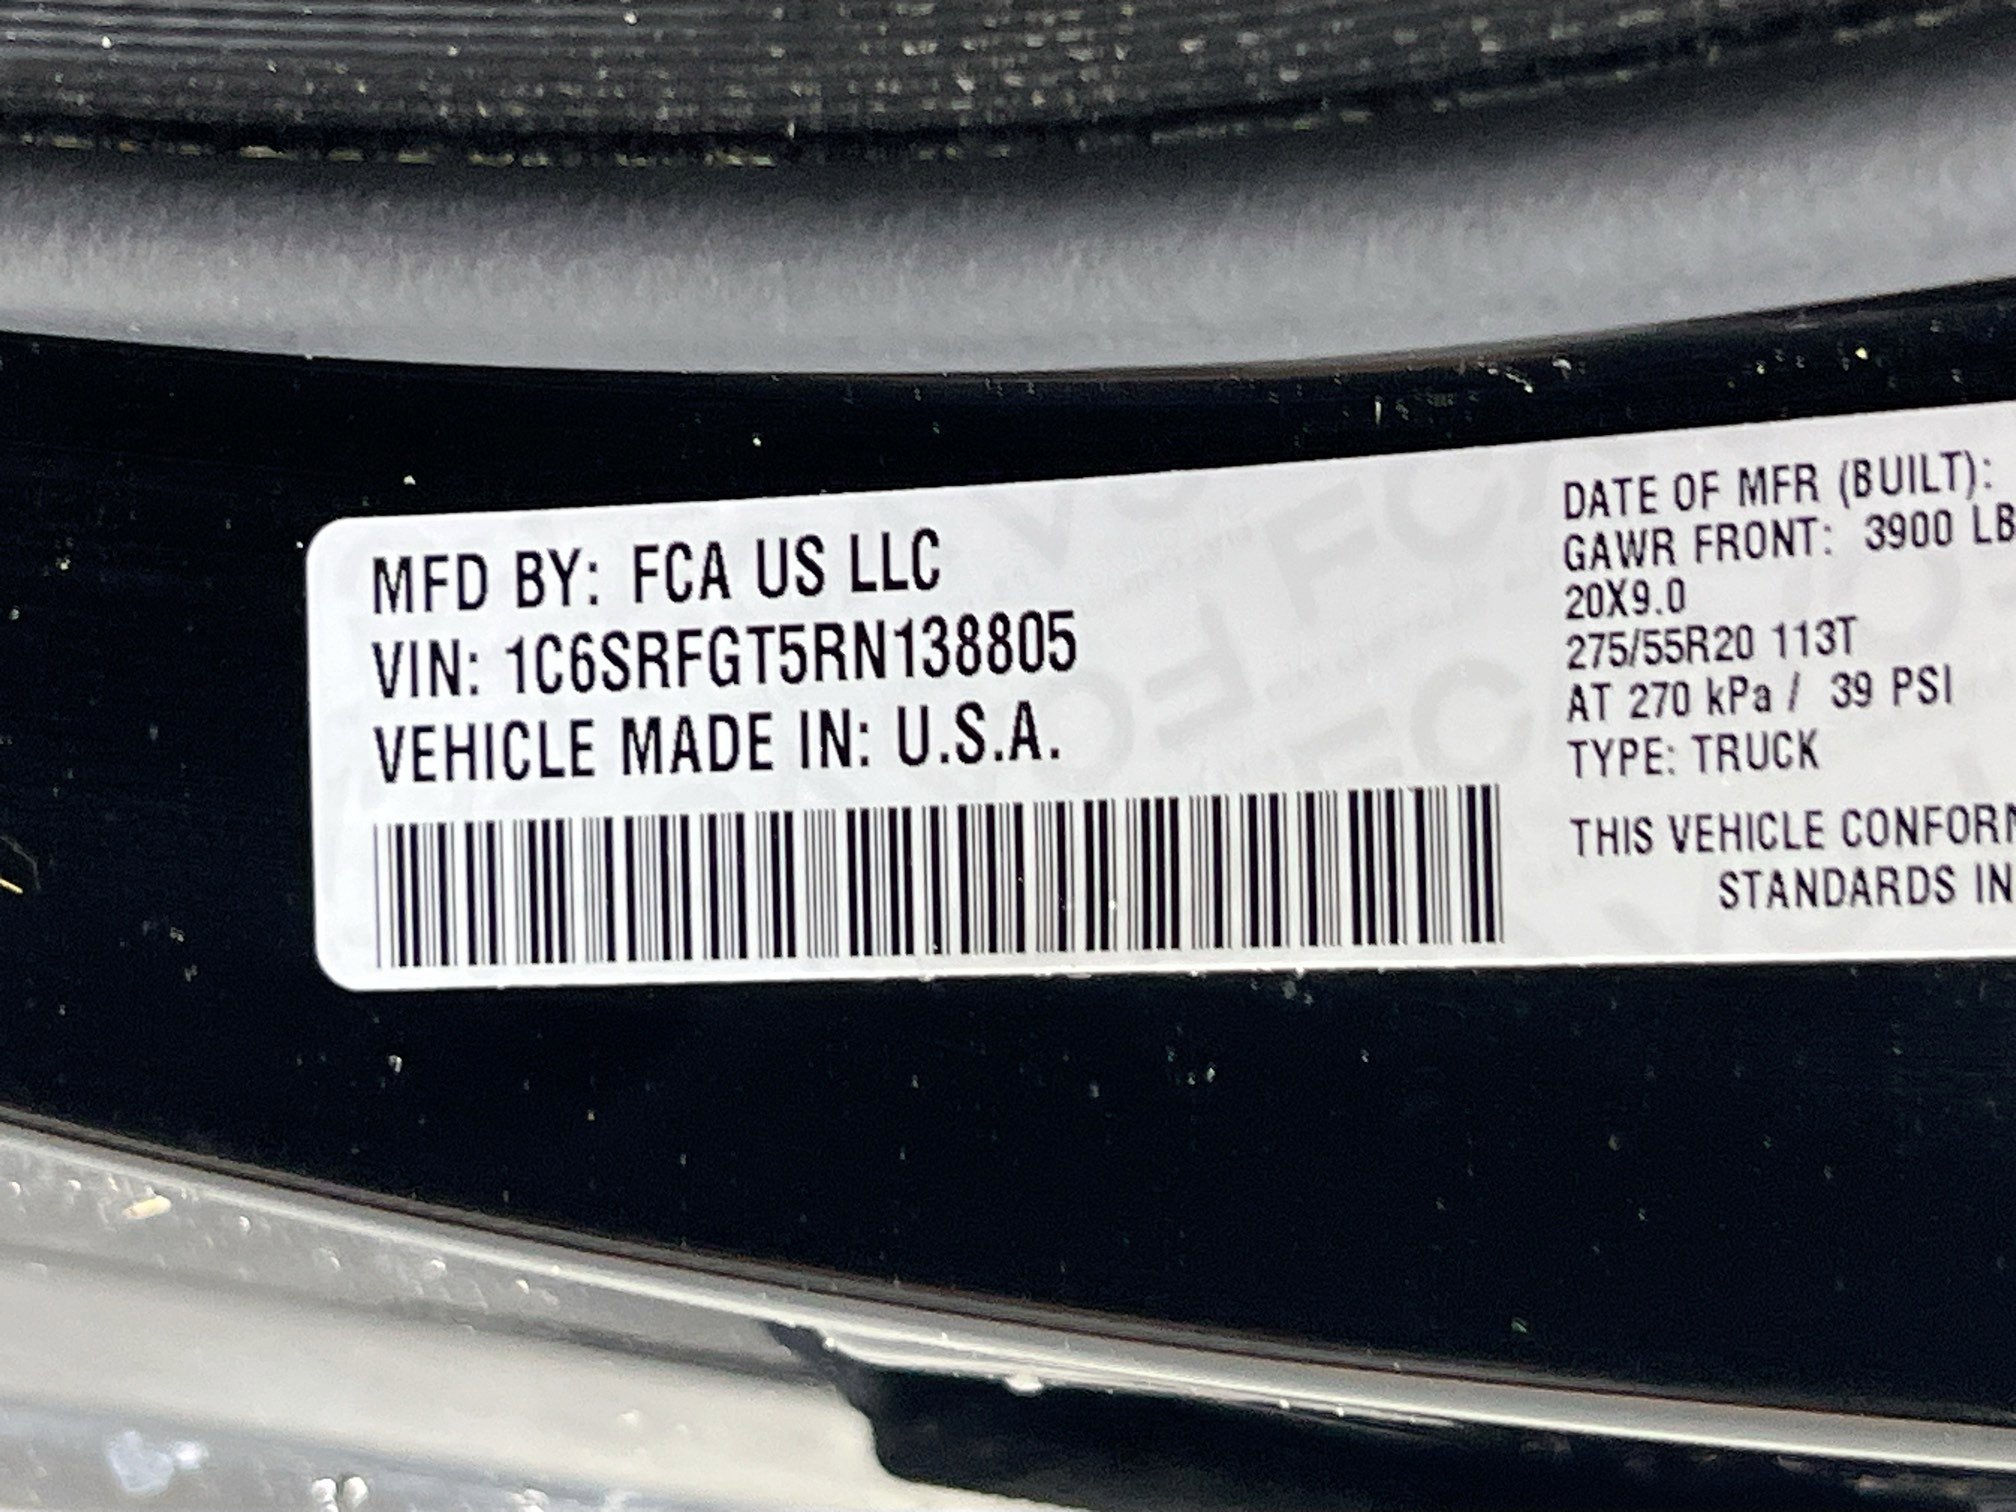 MFD BY: FCA US LLC
VIN: 1C6SRFGT5RN138805
VEHICLE MADE IN: U.S.A.
DATE OF MFR (BUILT):
GAWR FRONT: 3900 LB
20X9.0
275/55R20 113T
AT 270 kPa / 39 PSI
TYPE: TRUCK
THIS VEHICLE CONFOR
STANDARDS IN